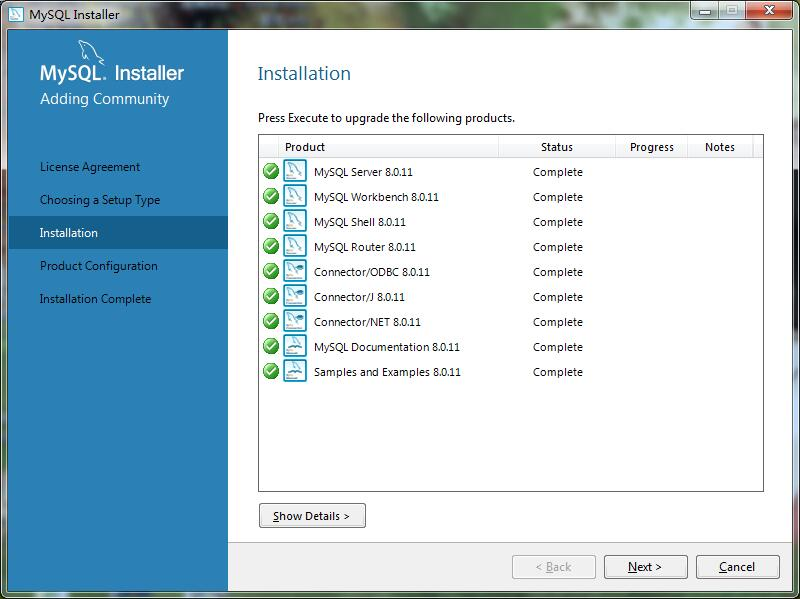 MySQL Installer
MySQL. Installer
Adding Community
License Agreement
Choosing a Setup Type
Installation
Product Configuration
Installation Complete
Installation
Press Execute to upgrade the following products.
Product Status Progress Notes
MySQL Server 8.0.11 Complete
MySQL Workbench 8.0.11 Complete
MySQL Shell 8.0.11 Complete
MySQL Router 8.0.11 Complete
Connector/ODBC 8.0.11 Complete
Connector/J 8.0.11 Complete
Connector/NET 8.0.11 Complete
MySQL Documentation 8.0.11 Complete
Samples and Examples 8.0.11 Complete
Show Details >
< Back Next > Cancel